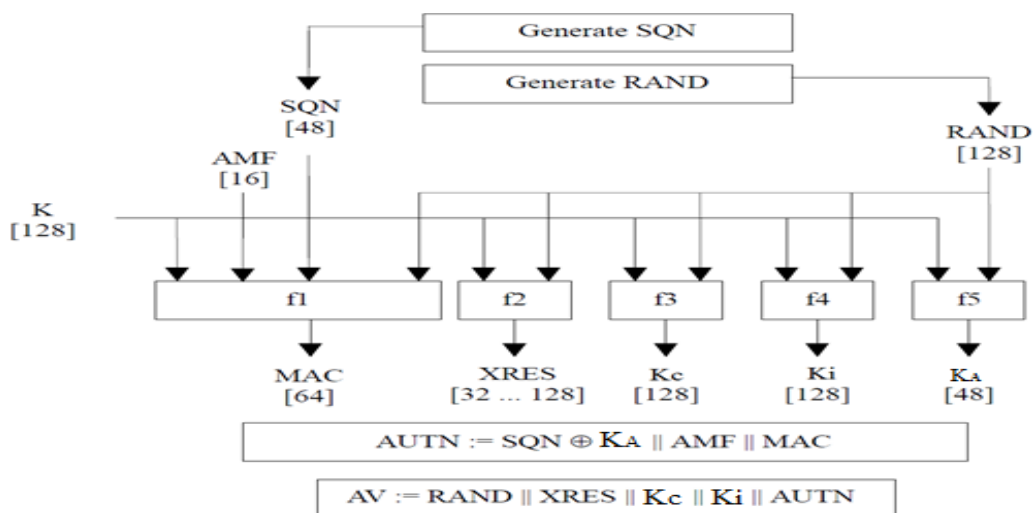 Generate SQN
Generate RAND
SQN
[48]
RAND
[128]
AMF
[16]
K
[128]
f1
f2
f3
f4
f5
MAC
[64]
XRES
[32 ... 128]
Kc
[128]
Ki
[128]
KA
[48]
AUTN := SQN ⊕ KA || AMF || MAC
AV := RAND || XRES || Kc || Ki || AUTN